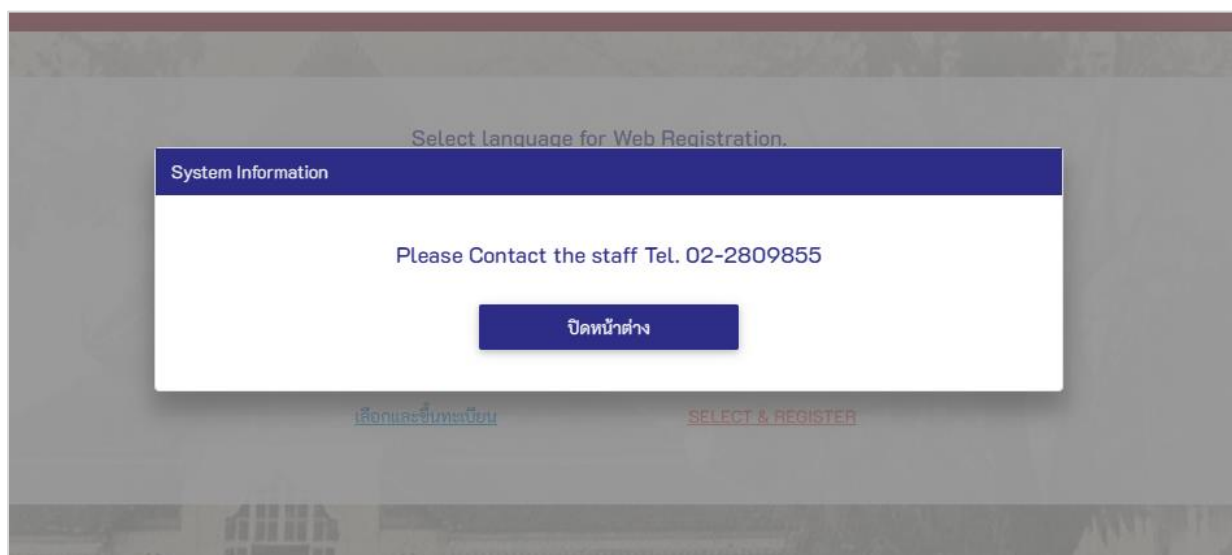 Select language for Web Registration.
System Information
Please Contact the staff Tel. 02-2809855
ปิดหน้าต่าง
เลือกและขึ้นทะเบียน SELECT & REGISTER